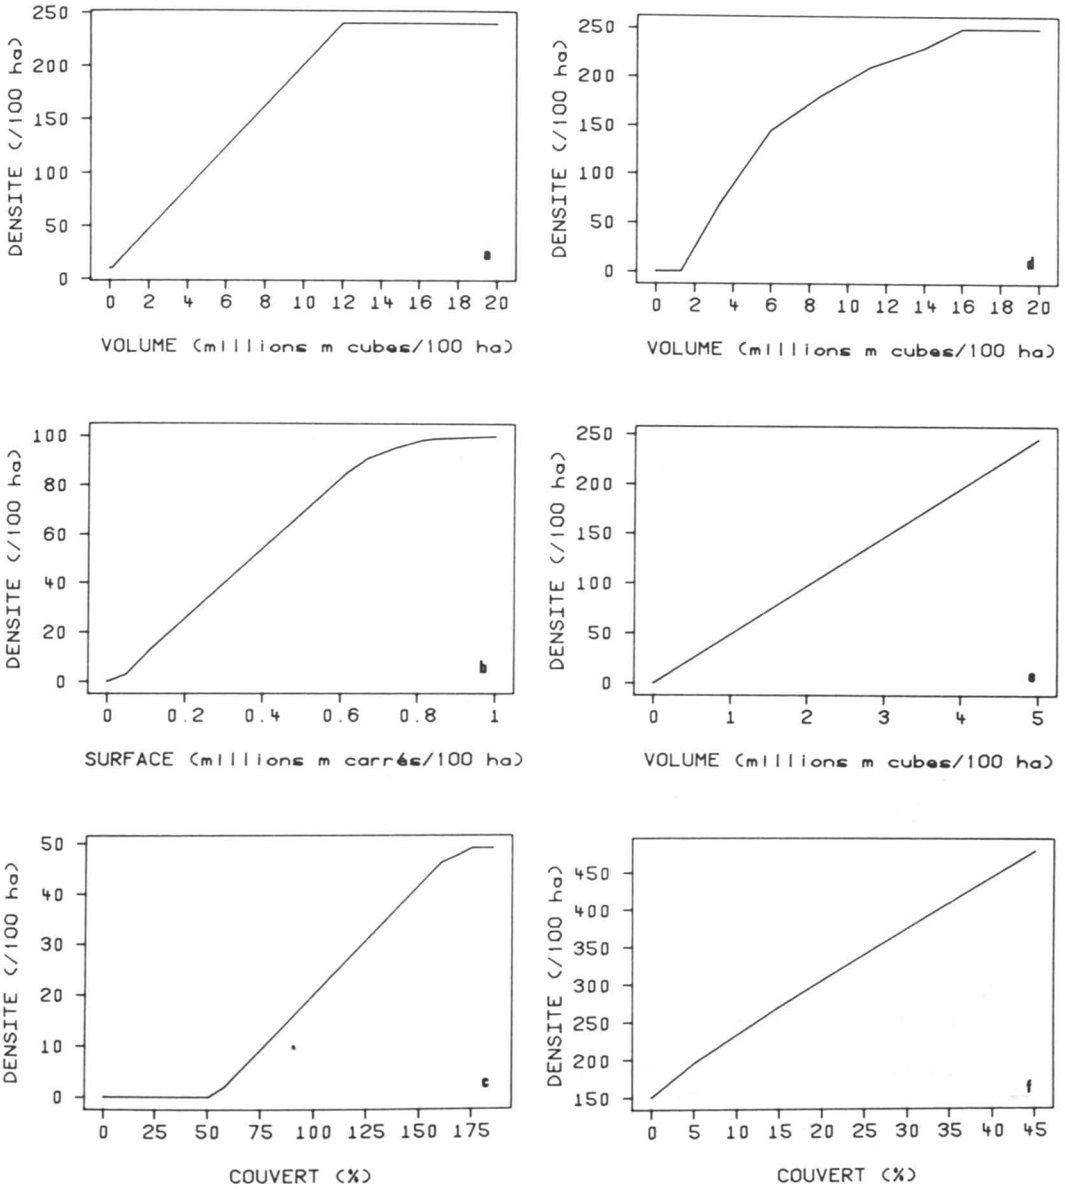 DENSITE (/100 ha)
250
200
150
100
50
0
a
0 2 4 6 8 10 12 14 16 18 20
VOLUME (millions m cubes/100 ha)
DENSITE (/100 ha)
250
200
150
100
50
0
d
0 2 4 6 8 10 12 14 16 18 20
VOLUME (millions m cubes/100 ha)
DENSITE (/100 ha)
100
80
60
40
20
0
b
0 0.2 0.4 0.6 0.8 1
SURFACE (millions m carrés/100 ha)
DENSITE (/100 ha)
250
200
150
100
50
0
e
0 1 2 3 4 5
VOLUME (millions m cubes/100 ha)
DENSITE (/100 ha)
50
40
30
20
10
0
c
0 25 50 75 100 125 150 175
COUVERT (%)
DENSITE (/100 ha)
450
400
350
300
250
200
150
f
0 5 10 15 20 25 30 35 40 45
COUVERT (%)